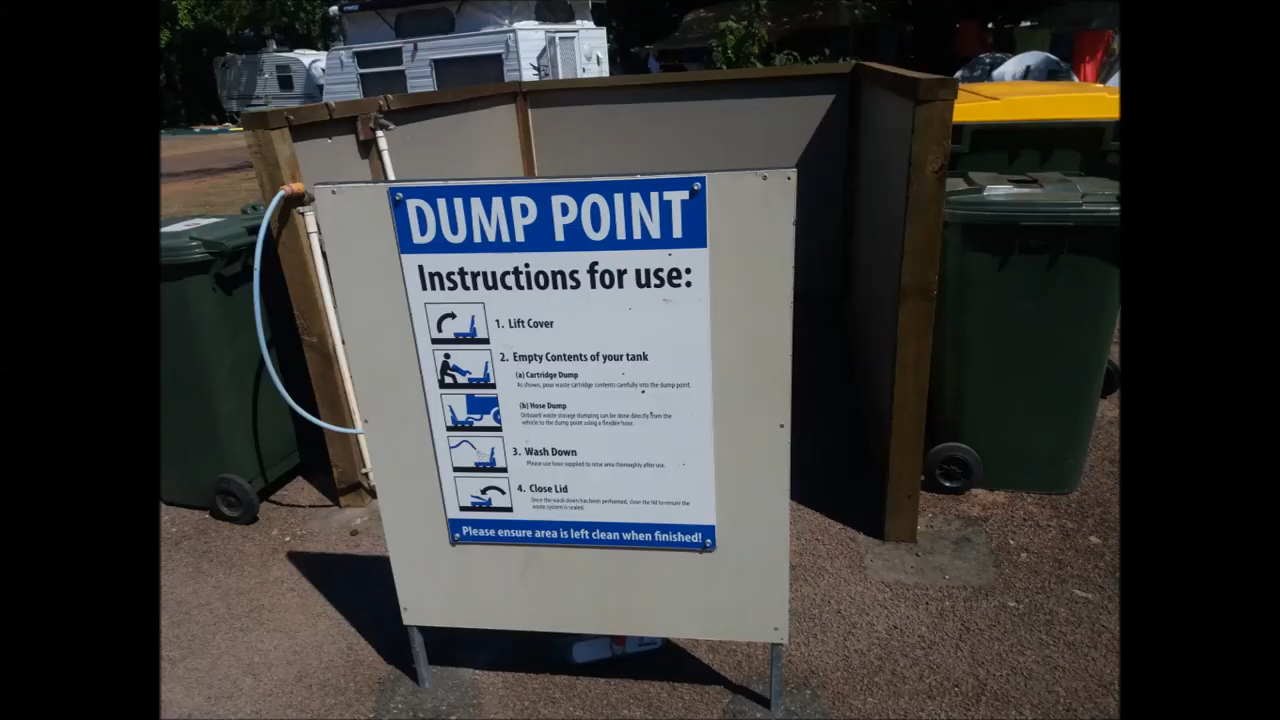 DUMP POINT
Instructions for use:
1. Lift Cover
2. Empty Contents of your tank
(a) Cartridge Dump
As shown, pour waste cartridge contents carefully into the dump point.
(b) Hose Dump
Onboard waste storage dumping can be done directly from the
vehicle to the dump point using a flexible hose.
3. Wash Down
Please use hose supplied to rinse area thoroughly after use.
4. Close Lid
Once the wash down has been performed, close the lid to ensure the
waste system is sealed.
Please ensure area is left clean when finished!